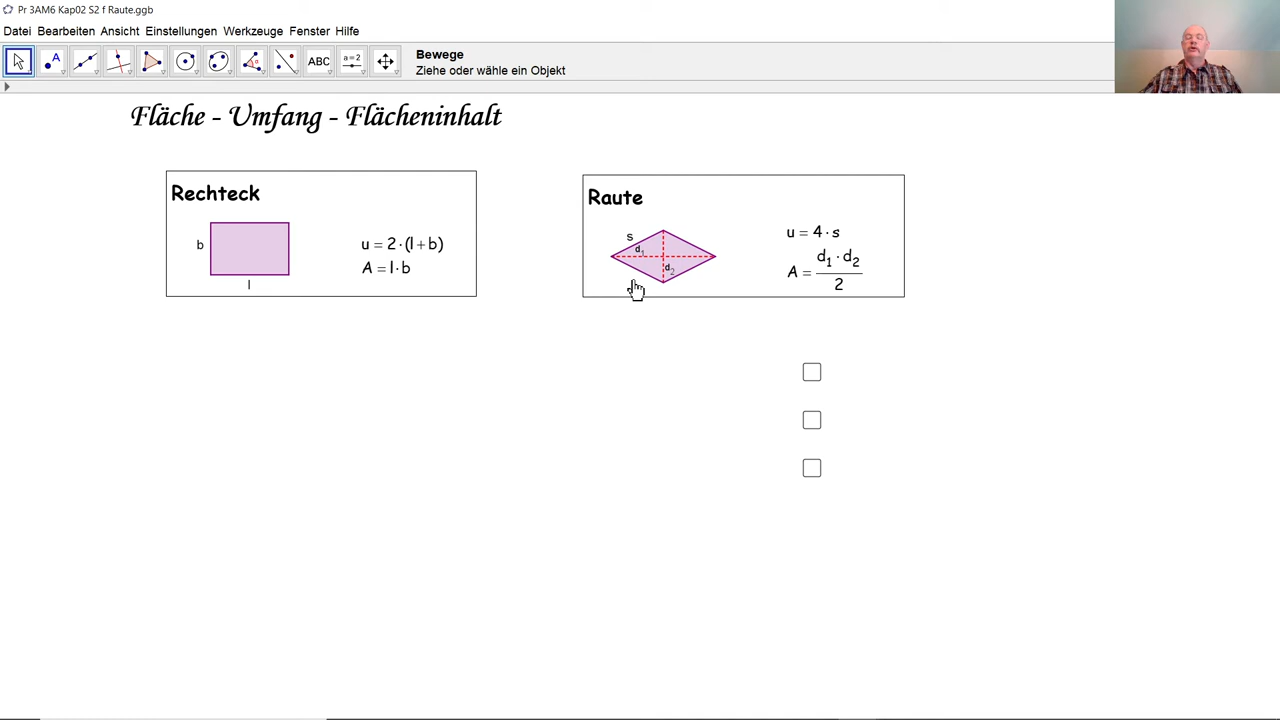 Pr 3AM6 Kap02 S2 f Raute.ggb
Datei Bearbeiten Ansicht Einstellungen Werkzeuge Fenster Hilfe
A
ABC
a=2
Bewege
Ziehe oder wähle ein Objekt
Fläche - Umfang - Flächeninhalt
Rechteck
b
l
u = 2·(l+b)
A = l·b
Raute
s
d₁
d₂
u = 4·s
A = d₁·d₂
2